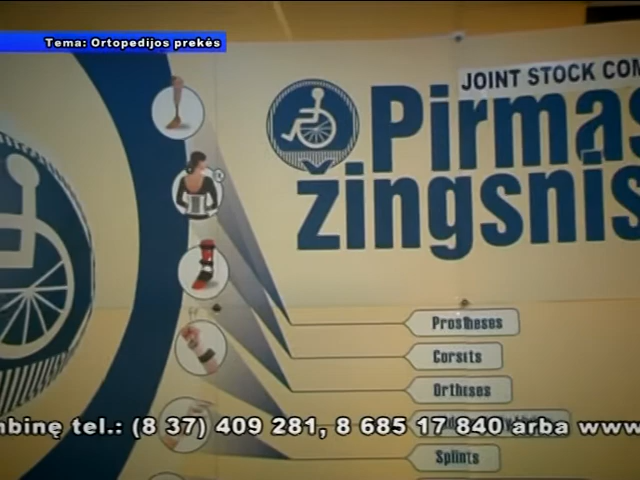 Tema: Ortopedijos prekės
JOINT STOCK COM
Pirmas
žingsnis
Prostheses
Corsets
Ortheses
mbinę tel.: (8 37) 409 281, 8 685 17 840 arba www.
Splints